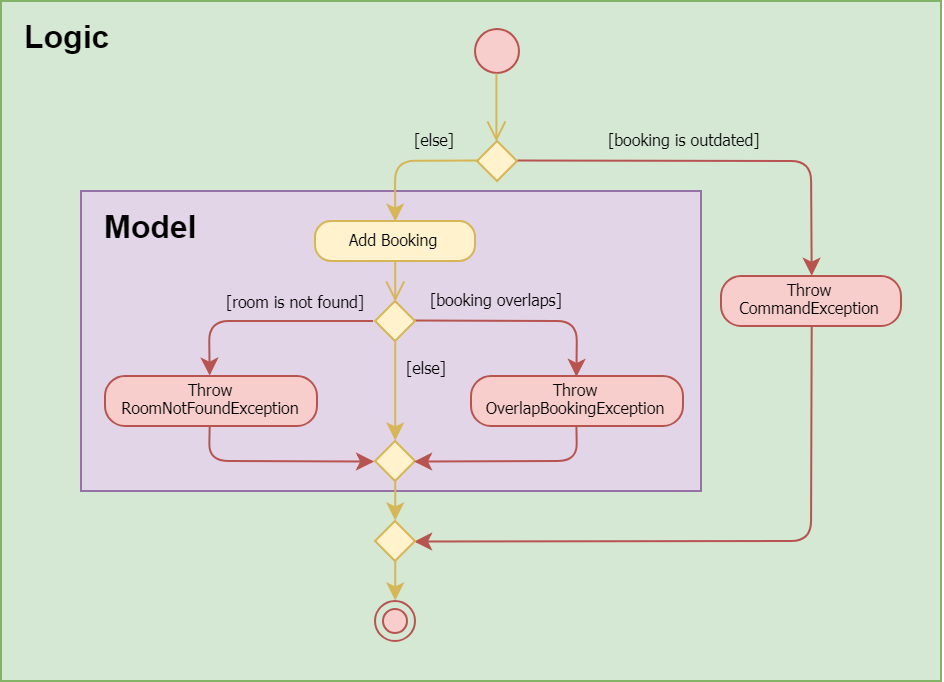 Logic
[else]
[booking is outdated]
Model
Add Booking
[room is not found]
[booking overlaps]
Throw
CommandException
[else]
Throw
RoomNotFoundException
Throw
OverlapBookingException